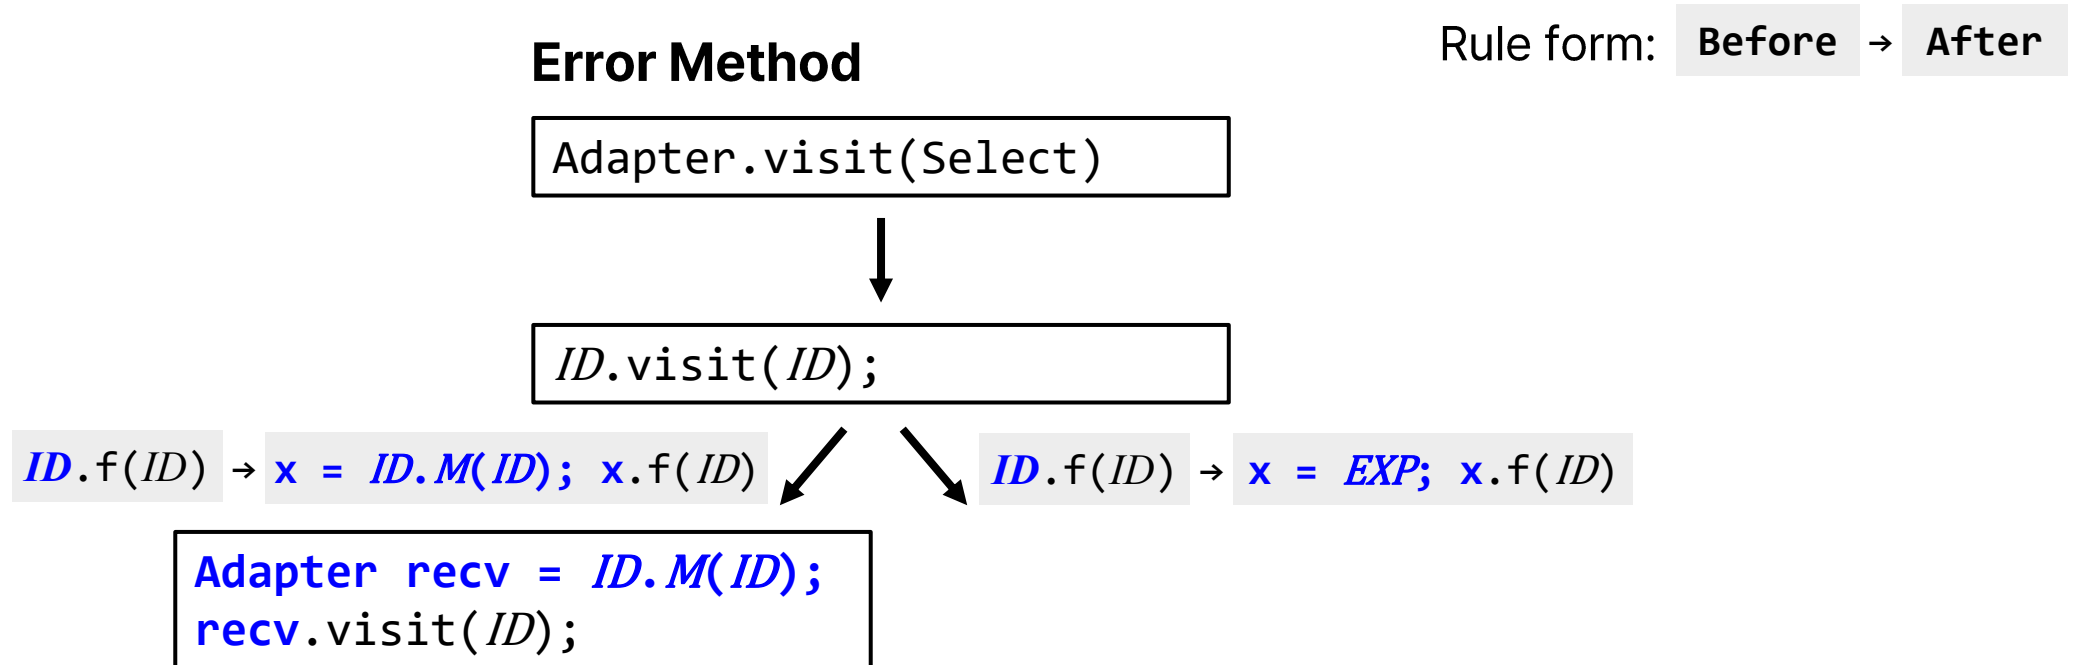 Rule form: Before → After
Error Method
Adapter.visit(Select)
ID.visit(ID);
ID.f(ID) → x = ID.M(ID); x.f(ID)
ID.f(ID) → x = EXP; x.f(ID)
Adapter recv = ID.M(ID);
recv.visit(ID);